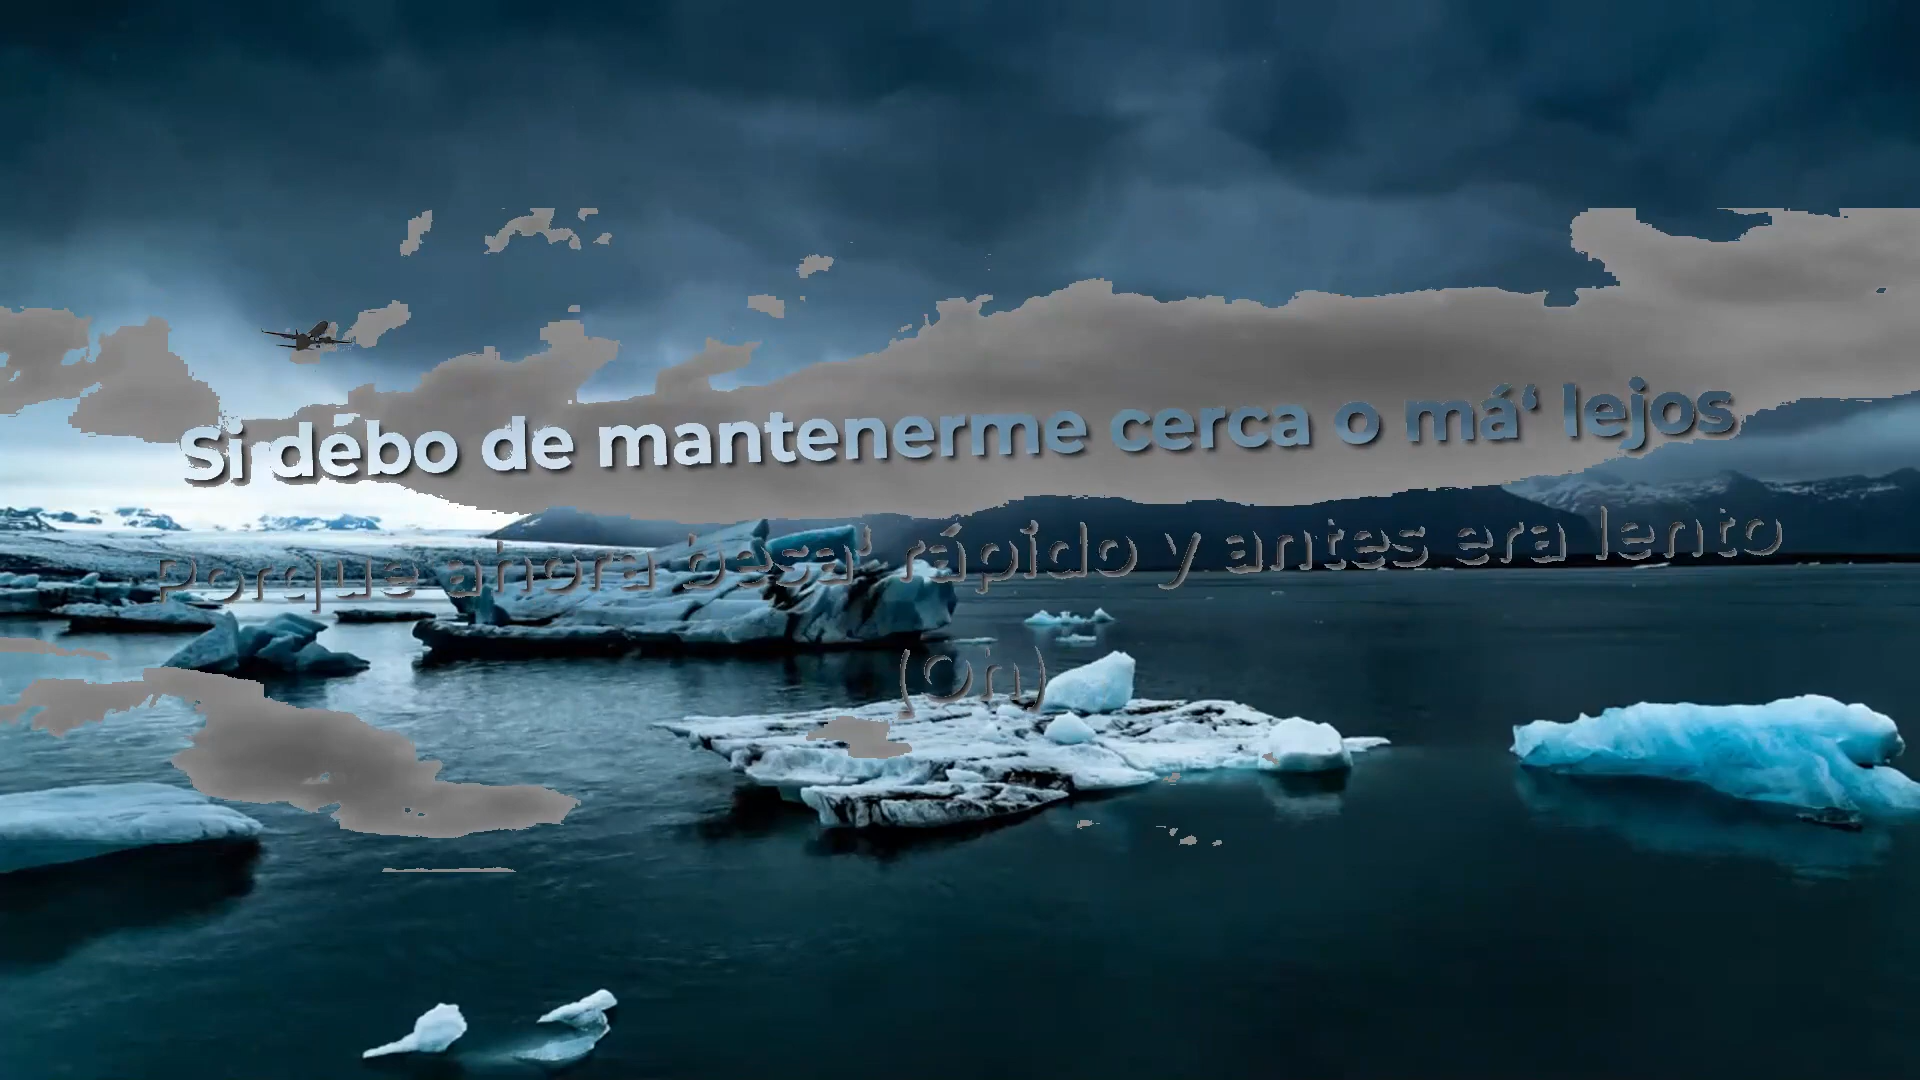 Si debo de mantenerme cerca o má‘ lejos
Porque ahora besa‘ rápido y antes era lento
(Oh)